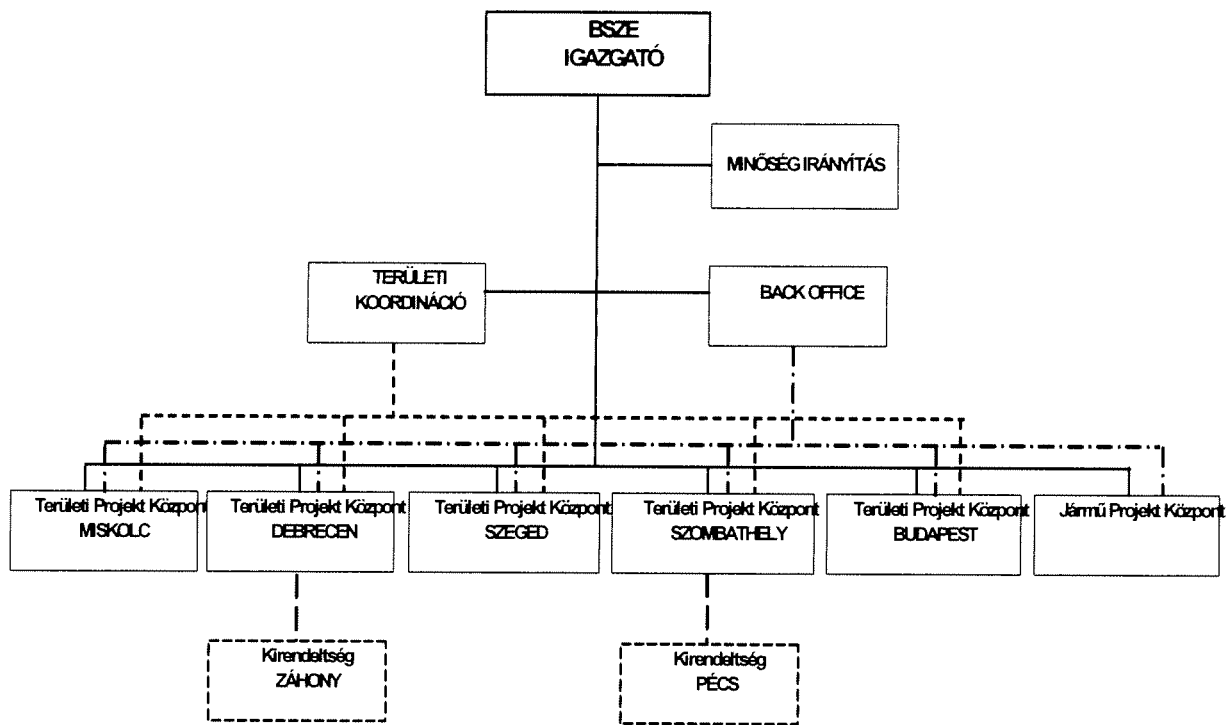 BSZE
IGAZGATÓ
MINŐSÉG IRÁNYÍTÁS
TERÜLETI
KOORDINÁCIÓ
BACK OFFICE
Területi Projekt Központ
MISKOLC
Területi Projekt Központ
DEBRECEN
Területi Projekt Központ
SZEGED
Területi Projekt Központ
SZOMBATHELY
Területi Projekt Központ
BUDAPEST
Jármű Projekt Központ
Kirendeltség
ZÁHONY
Kirendeltség
PÉCS